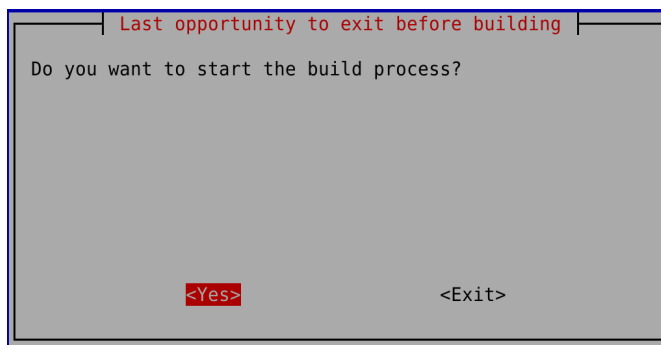 Last opportunity to exit before building
Do you want to start the build process?
<Yes> <Exit>